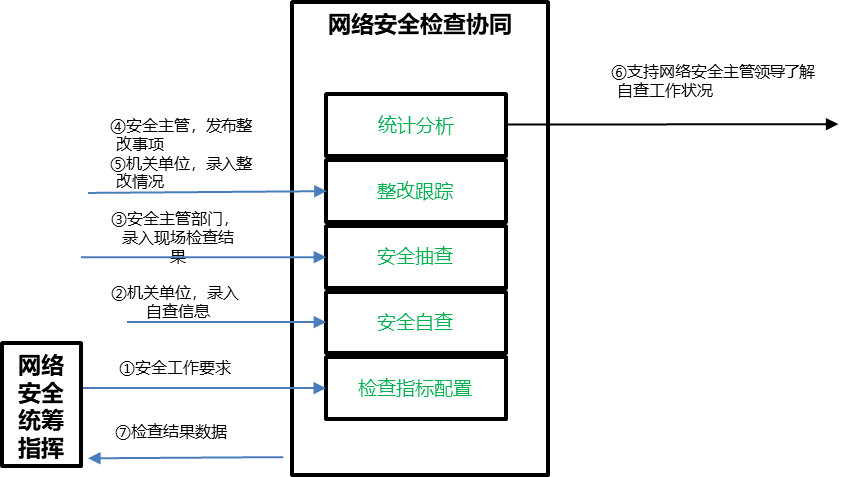 网络安全检查协同
⑥支持网络安全主管领导了解
自查工作状况
统计分析
④安全主管，发布整
改事项
⑤机关单位，录入整
改情况
整改跟踪
③安全主管部门，
录入现场检查结
果
安全抽查
②机关单位，录入
自查信息
安全自查
网络
安全
统筹
指挥
①安全工作要求
检查指标配置
⑦检查结果数据